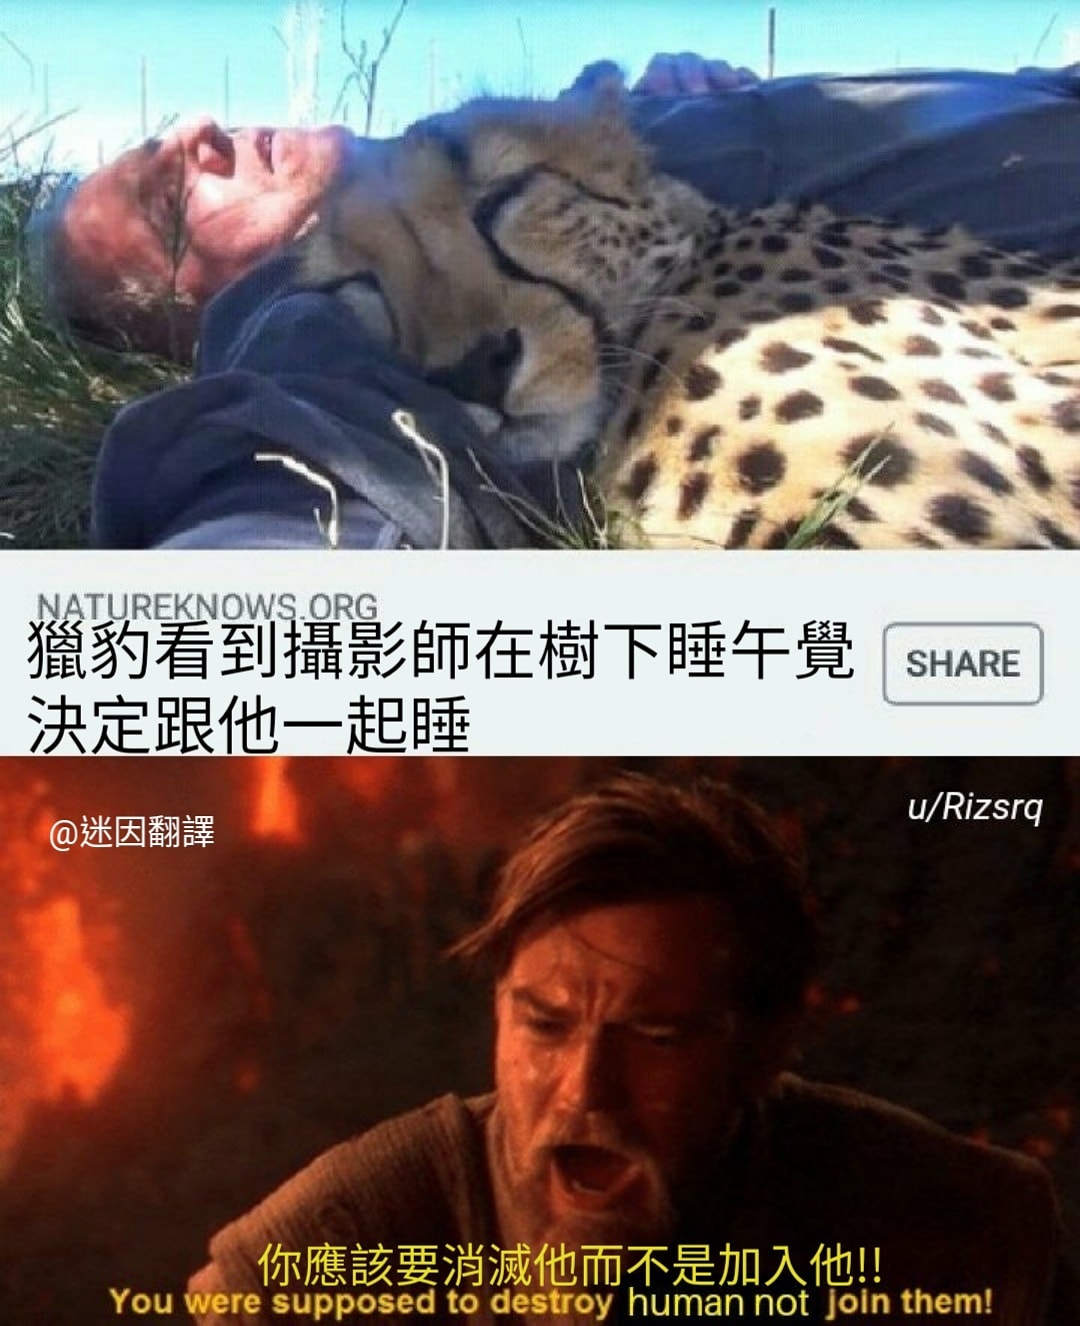 NATUREKNOWS.ORG
獵豹看到攝影師在樹下睡午覺
決定跟他一起睡
SHARE
@迷因翻譯
u/Rizsrq
你應該要消滅他而不是加入他!!
You were supposed to destroy human not join them!